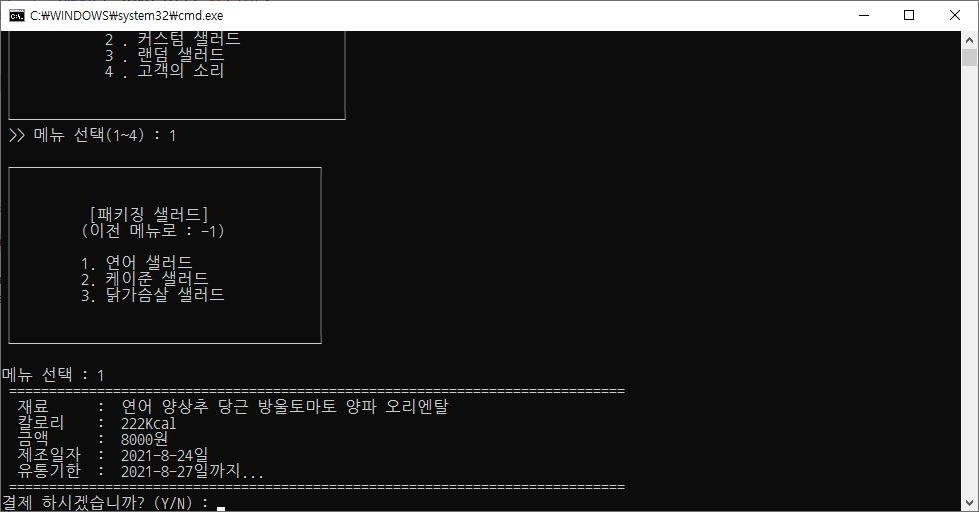 C:₩WINDOWS₩system32₩cmd.exe
2 . 커스텀 샐러드
3 . 랜덤 샐러드
4 . 고객의 소리
>> 메뉴 선택(1~4) : 1
[패키징 샐러드]
(이전 메뉴로 : -1)
1. 연어 샐러드
2. 케이준 샐러드
3. 닭가슴살 샐러드
메뉴 선택 : 1
==============================================================================
재료 : 연어 양상추 당근 방울토마토 양파 오리엔탈
칼로리 : 222Kcal
금액 : 8000원
제조일자 : 2021-8-24일
유통기한 : 2021-8-27일까지...
==============================================================================
결제 하시겠습니까? (Y/N) :